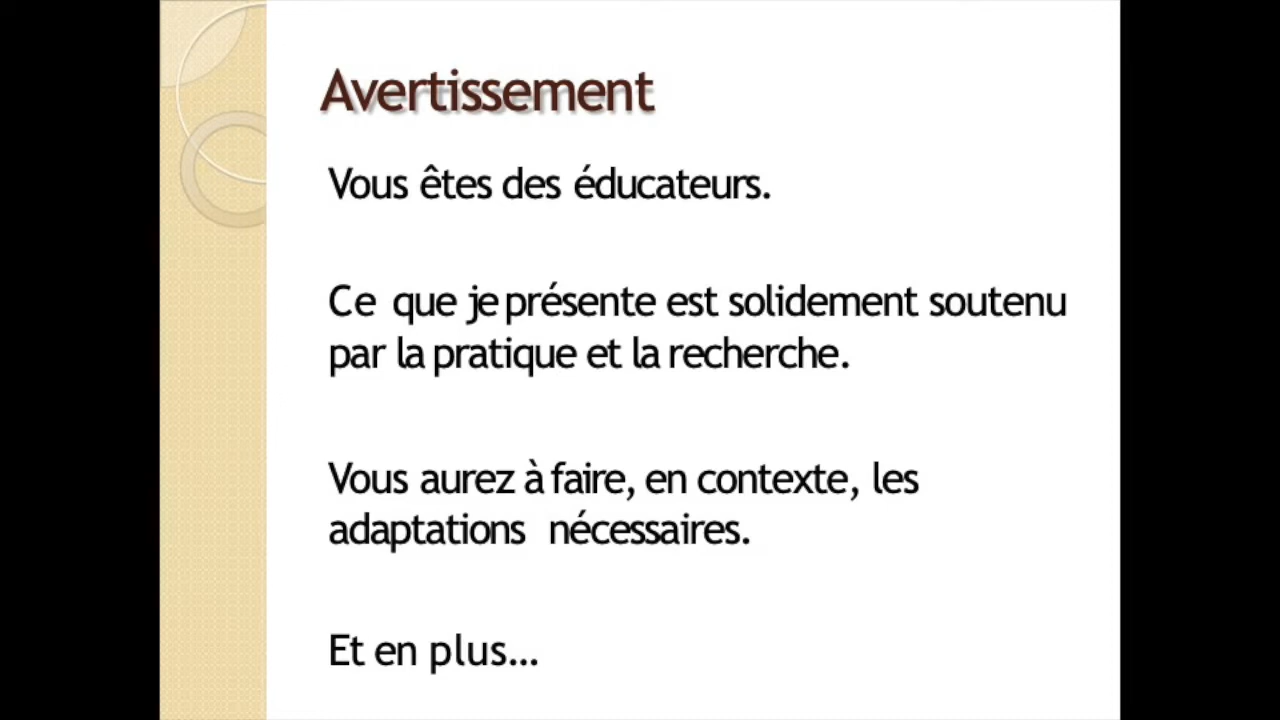 Avertissement
Vous êtes des éducateurs.
Ce que je présente est solidement soutenu
par la pratique et la recherche.
Vous aurez à faire, en contexte, les
adaptations nécessaires.
Et en plus...